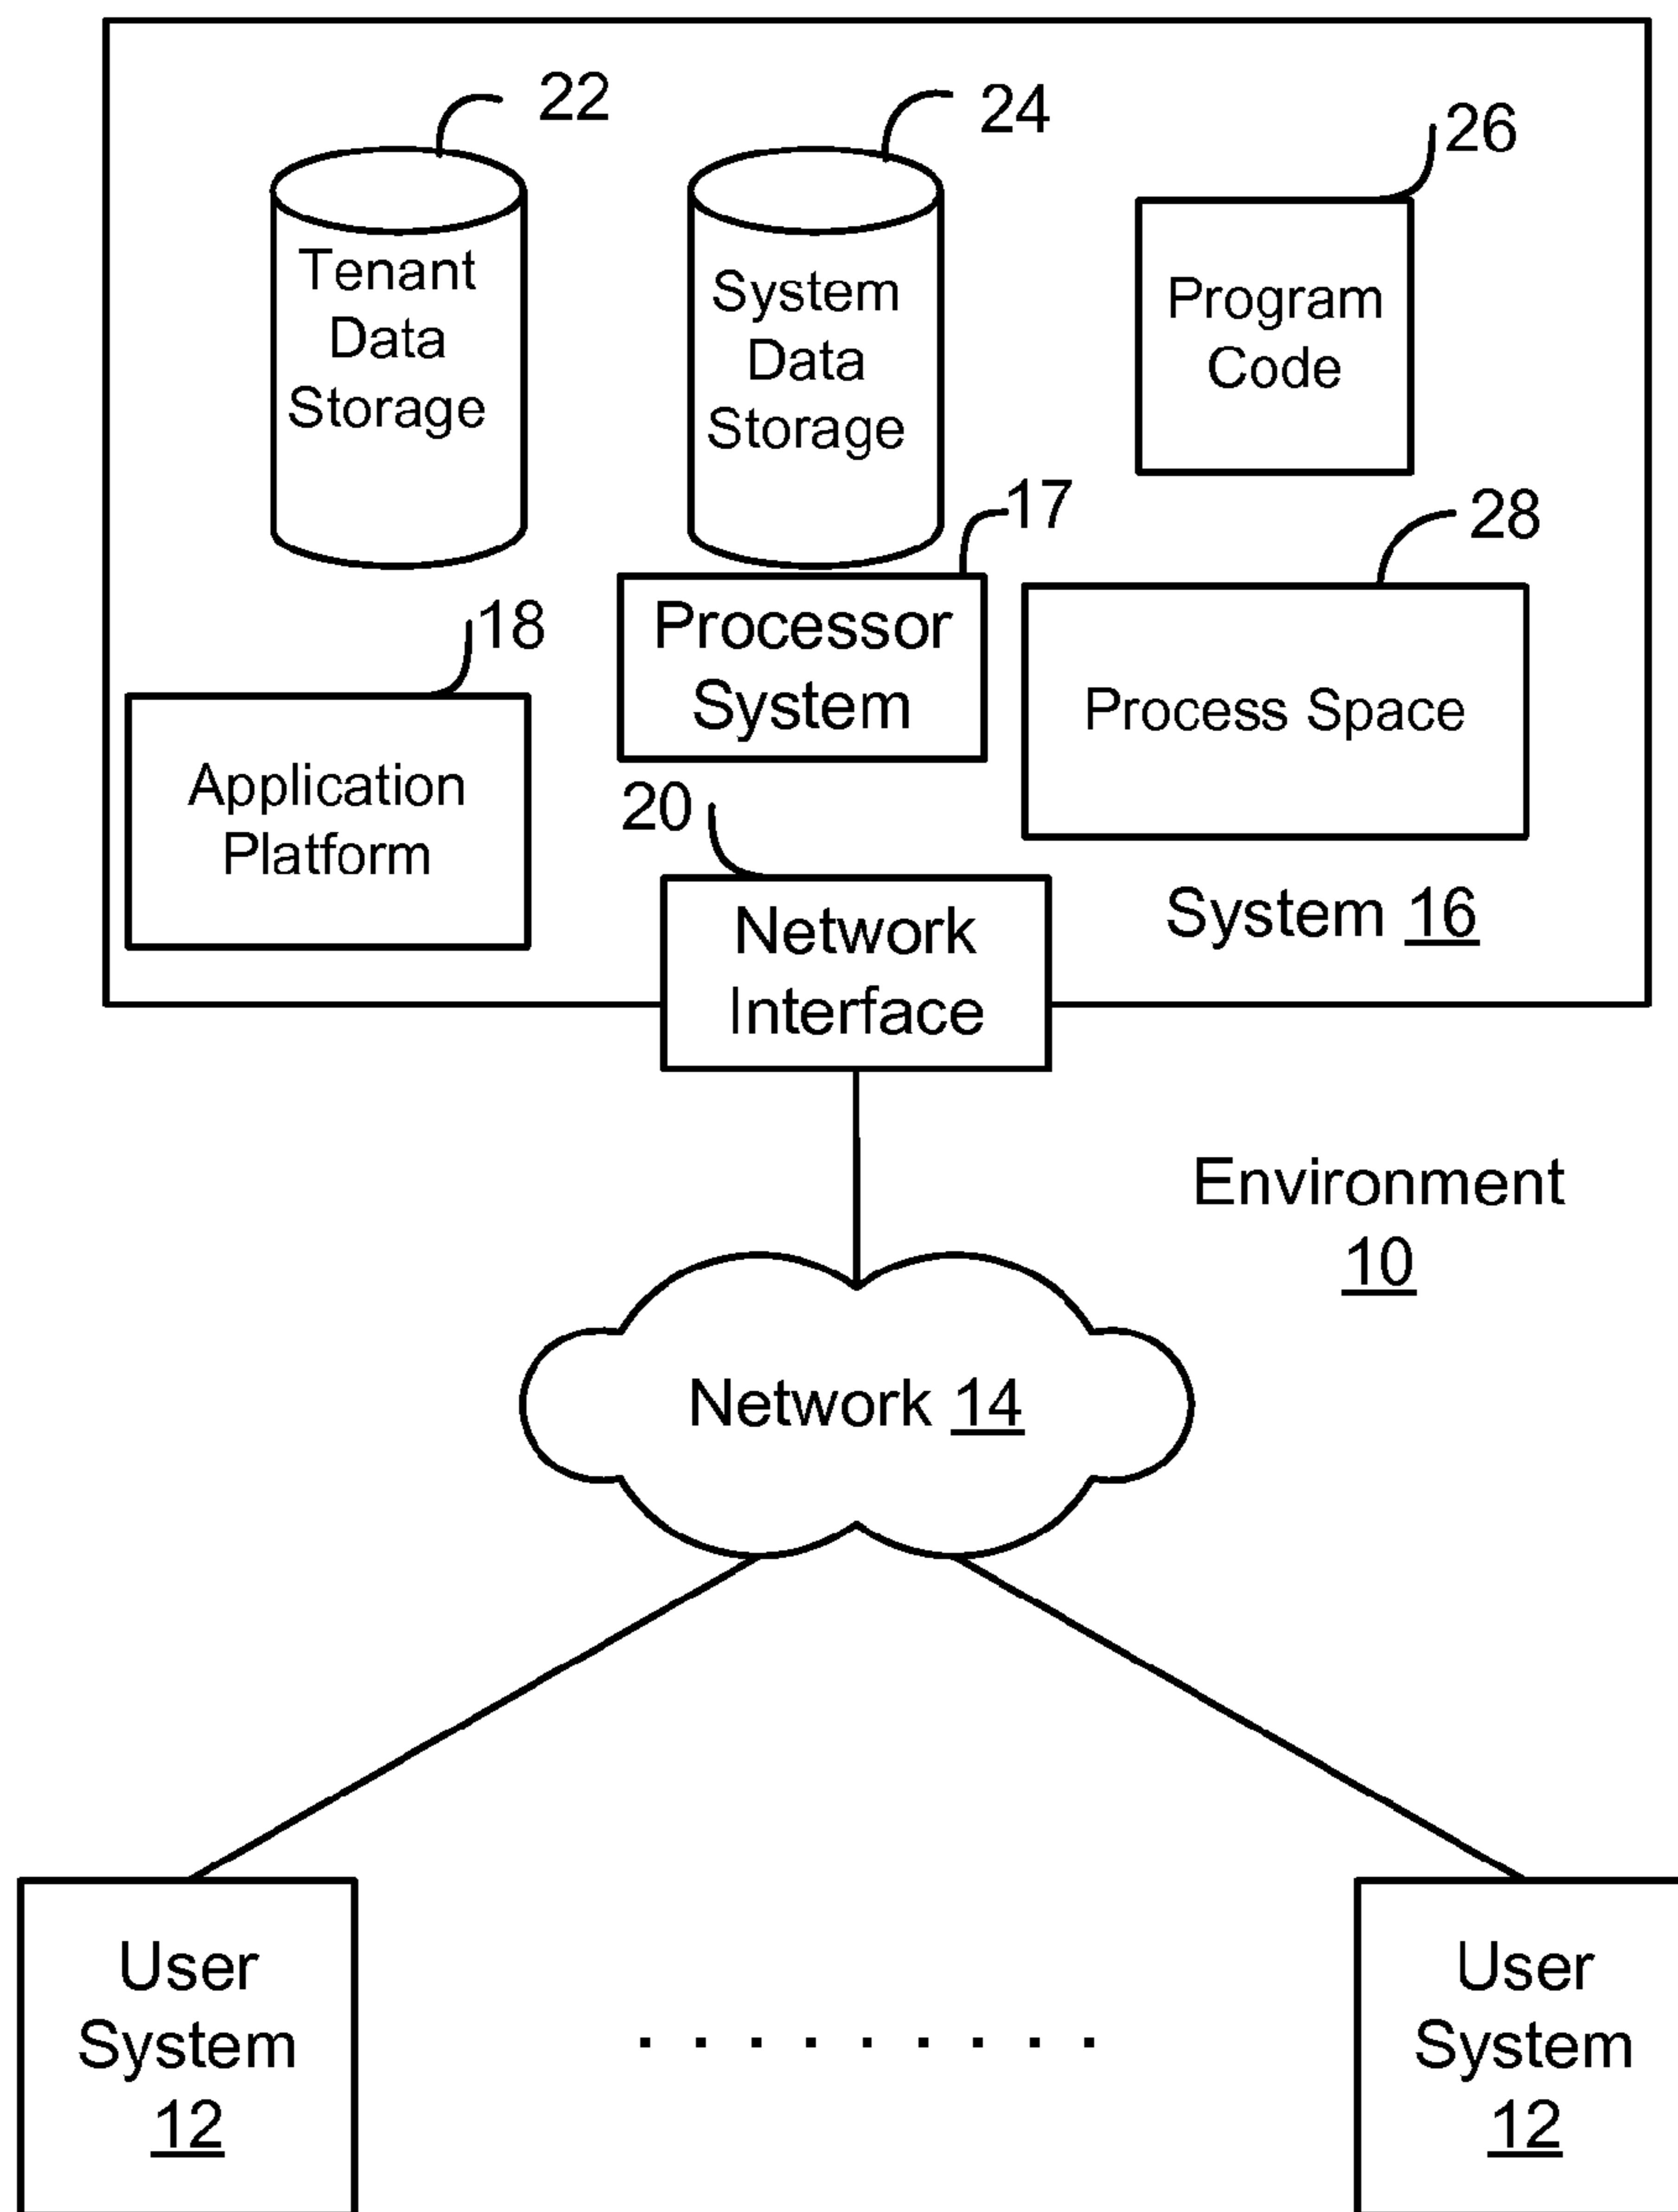 22
24
26
Tenant
Data
Storage
System
Data
Storage
Program
Code
17
28
18
Processor
System
Process Space
Application
Platform
20
Network
Interface
System 16
Environment
10
Network 14
User
System
12
. . . . . . . . .
User
System
12